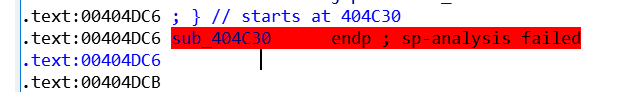 .text:00404DC6 ; } // starts at 404C30
.text:00404DC6 sub_404C30 endp ; sp-analysis failed
.text:00404DC6
.text:00404DCB